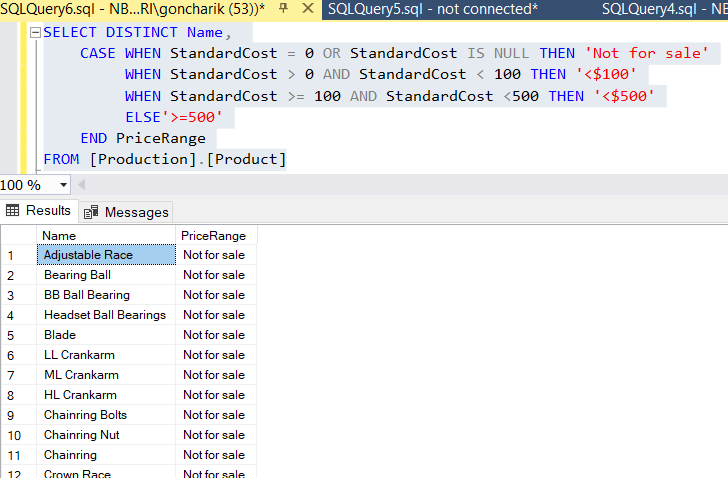 SQLQuery6.sql - NB...RI\goncharik (53))* SQLQuery5.sql - not connected* SQLQuery4.sql - NB
SELECT DISTINCT Name,
CASE WHEN StandardCost = 0 OR StandardCost IS NULL THEN 'Not for sale'
WHEN StandardCost > 0 AND StandardCost < 100 THEN '<$100'
WHEN StandardCost >= 100 AND StandardCost <500 THEN '<$500'
ELSE'>=500'
END PriceRange
FROM [Production].[Product]
100 %
Results Messages
Name PriceRange
1 Adjustable Race Not for sale
2 Bearing Ball Not for sale
3 BB Ball Bearing Not for sale
4 Headset Ball Bearings Not for sale
5 Blade Not for sale
6 LL Crankarm Not for sale
7 ML Crankarm Not for sale
8 HL Crankarm Not for sale
9 Chainring Bolts Not for sale
10 Chainring Nut Not for sale
11 Chainring Not for sale
12 Crown Race Not for sale